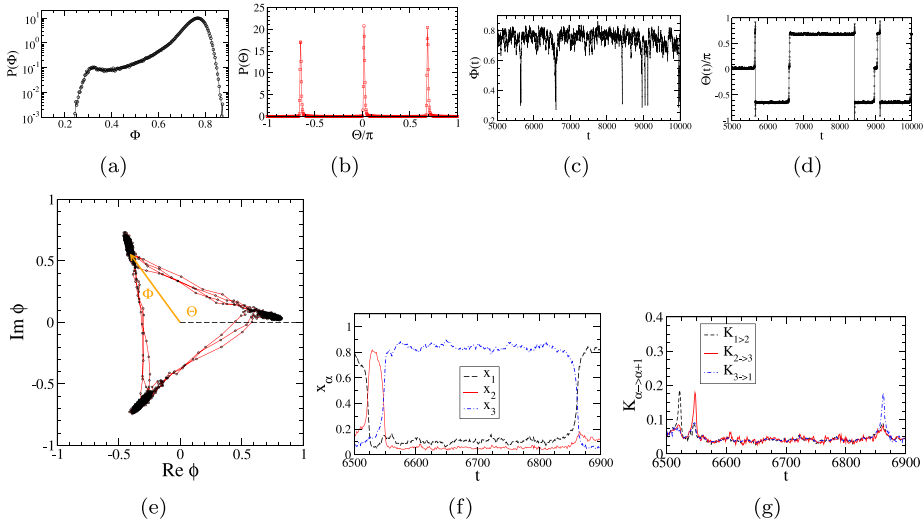 P(Φ)
10¹
10⁰
10⁻¹
10⁻²
10⁻³
0.2 0.4 0.6 0.8
Φ
(a)
P(Θ)
25
20
15
10
5
0
-1 -0.5 0 0.5 1
Θ/π
(b)
Φ(t)
0.8
0.6
0.4
0.2
5000 6000 7000 8000 9000 10000
t
(c)
Θ(t)/π
1
0.5
0
-0.5
-1
5000 6000 7000 8000 9000 10000
t
(d)
Im ϕ
1
0.5
0
-0.5
-1
-1 -0.5 0 0.5 1
Re ϕ
Φ
Θ
(e)
x_α
1
0.8
0.6
0.4
0.2
0
6500 6600 6700 6800 6900
t
x₁
x₂
x₃
(f)
K_α->α+1
0.4
0.3
0.2
0.1
0
6500 6600 6700 6800 6900
t
K_1>2
K_2->3
K_3->1
(g)